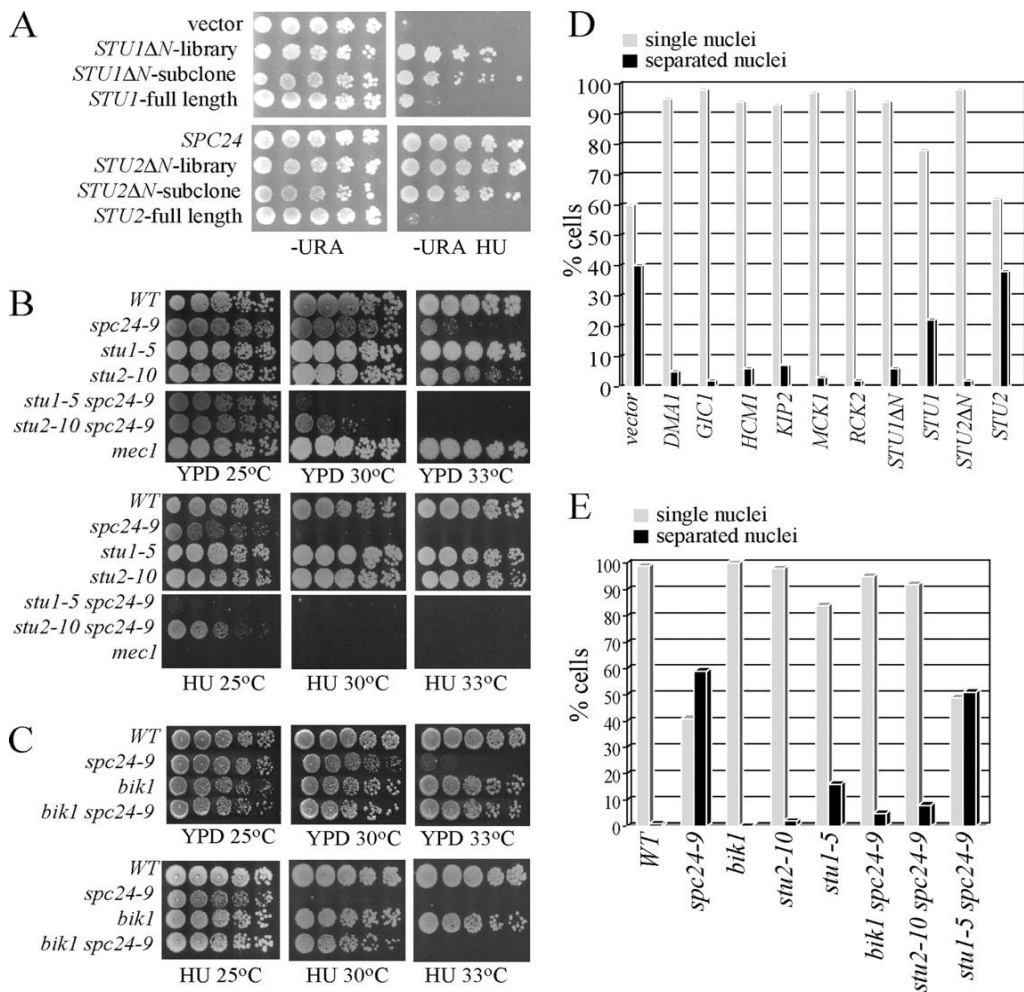 A
vector
STU1ΔN-library
STU1ΔN-subclone
STU1-full length
SPC24
STU2ΔN-library
STU2ΔN-subclone
STU2-full length
-URA
-URA HU
B
WT
spc24-9
stu1-5
stu2-10
stu1-5 spc24-9
stu2-10 spc24-9
mec1
YPD 25°C
YPD 30°C
YPD 33°C
WT
spc24-9
stu1-5
stu2-10
stu1-5 spc24-9
stu2-10 spc24-9
mec1
HU 25°C
HU 30°C
HU 33°C
C
WT
spc24-9
bik1
bik1 spc24-9
YPD 25°C
YPD 30°C
YPD 33°C
WT
spc24-9
bik1
bik1 spc24-9
HU 25°C
HU 30°C
HU 33°C
D
single nuclei
separated nuclei
% cells
100
90
80
70
60
50
40
30
20
10
0
vector
DMA1
GIC1
HCM1
KIP2
MCK1
RCK2
STU1ΔN
STU1
STU2ΔN
STU2
E
single nuclei
separated nuclei
% cells
100
90
80
70
60
50
40
30
20
10
0
WT
spc24-9
bik1
stu2-10
stu1-5
bik1 spc24-9
stu2-10 spc24-9
stu1-5 spc24-9